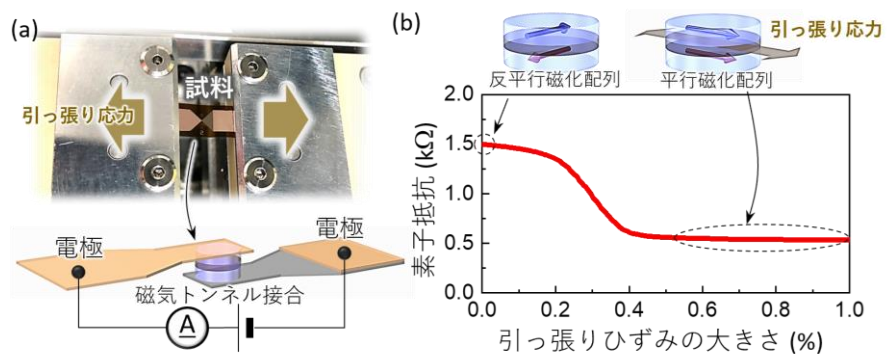 (a)
試料
引っ張り応力
電極
電極
磁気トンネル接合
A
(b)
引っ張り応力
反平行磁化配列
平行磁化配列
2.0
1.5
1.0
0.5
0.0
素子抵抗 (kΩ)
0.0 0.2 0.4 0.6 0.8 1.0
引っ張りひずみの大きさ (%)